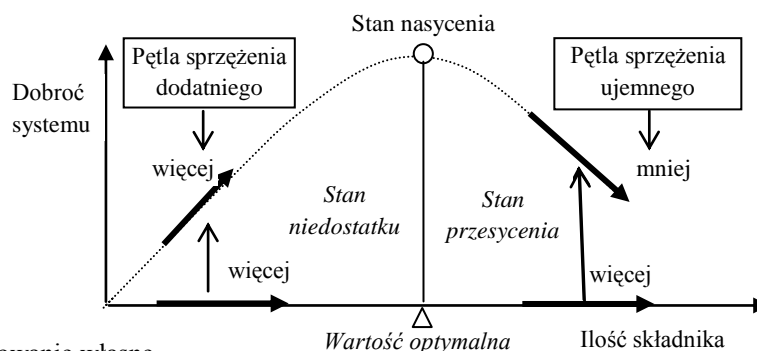 Stan nasycenia
Pętla sprzężenia
dodatniego
Pętla sprzężenia
ujemnego
Dobroć
systemu
więcej
mniej
Stan
niedostatku
Stan
przesycenia
więcej
więcej
Wartość optymalna
Ilość składnika